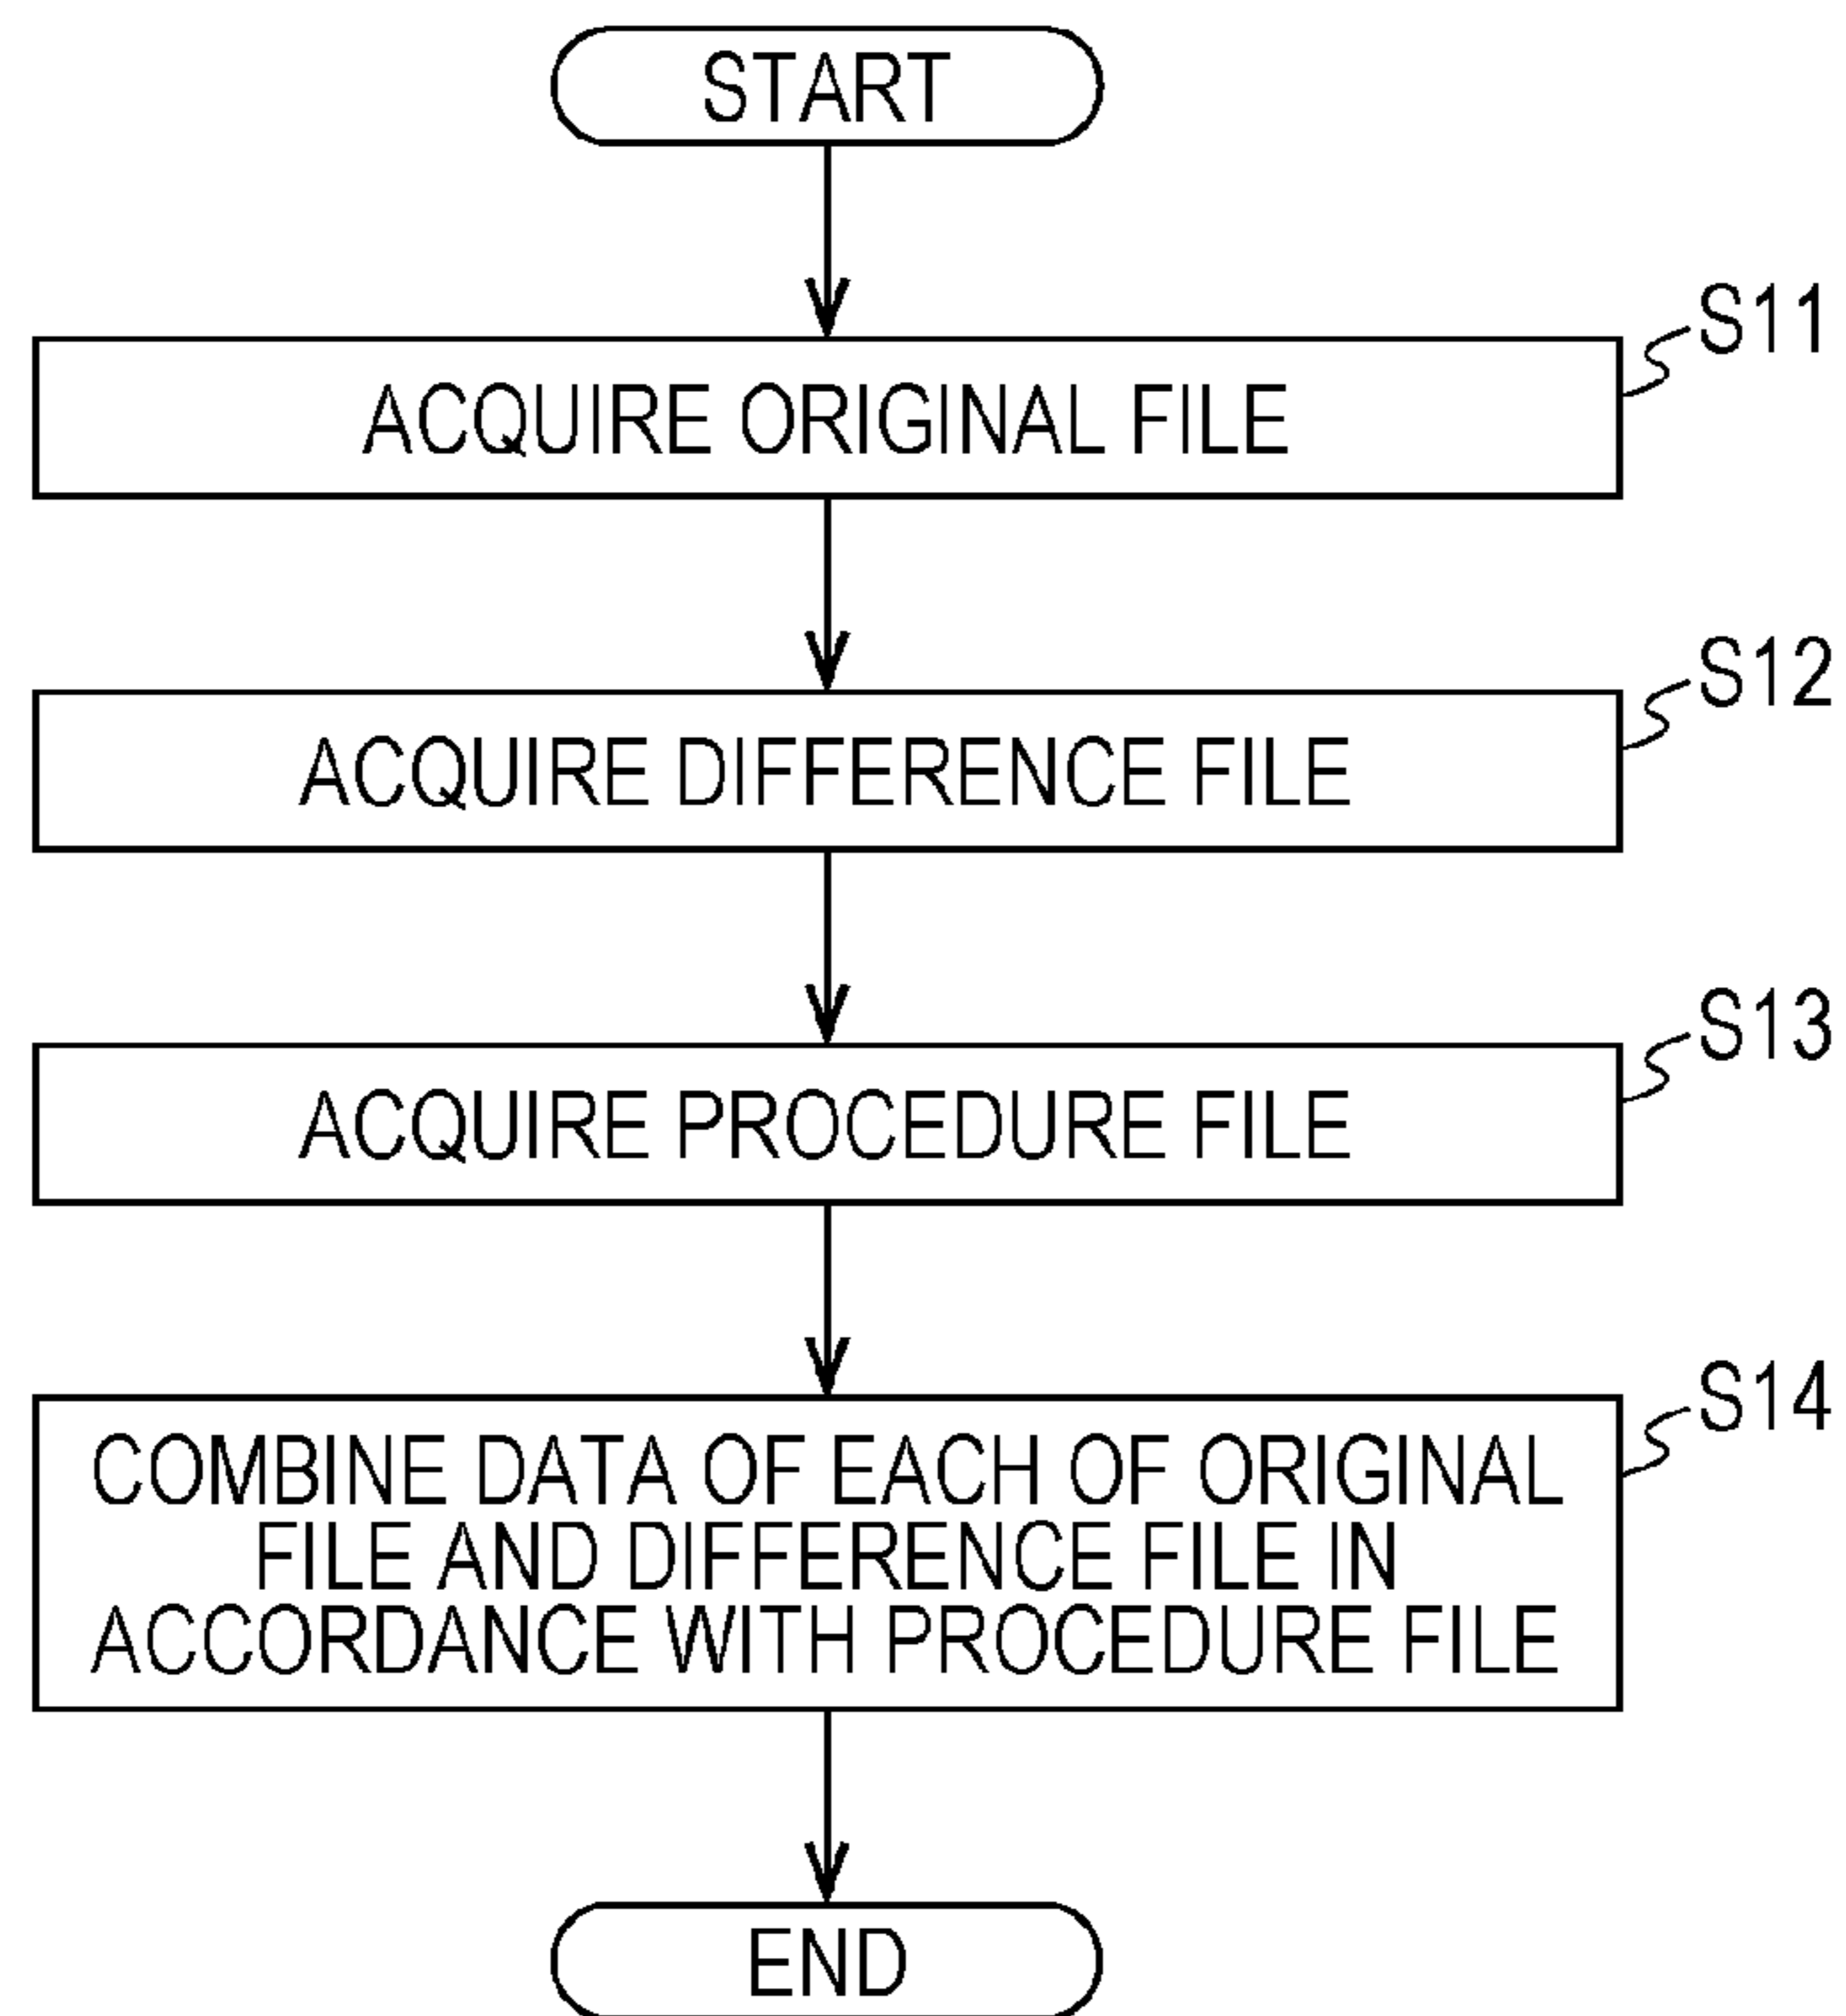 START
S11
ACQUIRE ORIGINAL FILE
S12
ACQUIRE DIFFERENCE FILE
S13
ACQUIRE PROCEDURE FILE
S14
COMBINE DATA OF EACH OF ORIGINAL
FILE AND DIFFERENCE FILE IN
ACCORDANCE WITH PROCEDURE FILE
END